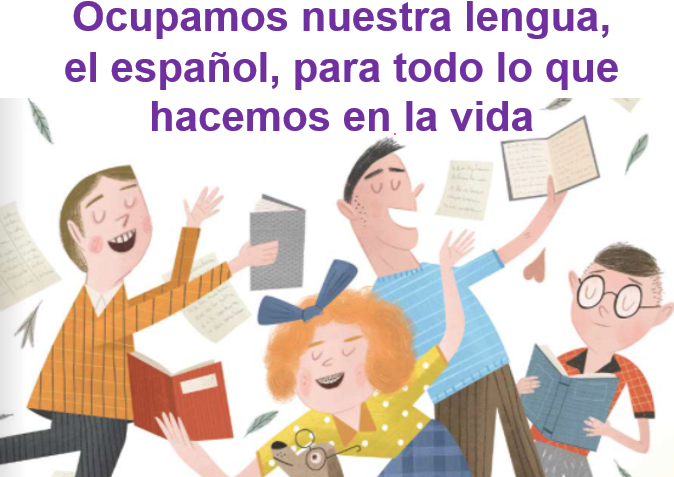 Ocupamos nuestra lengua,
el español, para todo lo que
hacemos en la vida